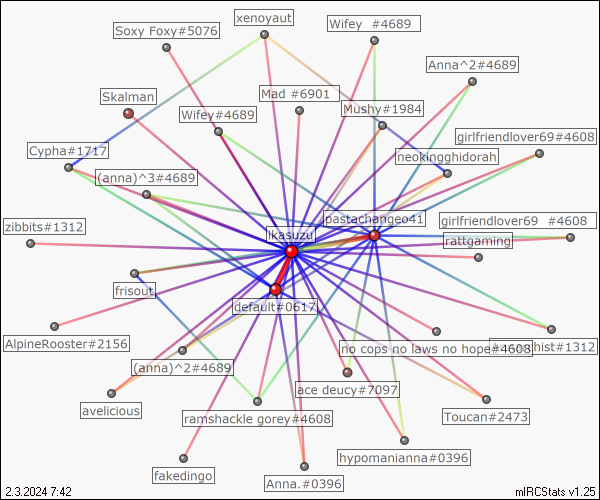 xenoyaut
Wifey  #4689
Soxy Foxy#5076
Anna^2#4689
Skalman
Mad #6901
Mushy#1984
Wifey#4689
girlfriendlover69#4608
Cypha#1717
neokingghidorah
(anna)^3#4689
pastachangeo41
girlfriendlover69  #4608
zibbits#1312
ikasuzu
rattgaming
frisout
default#0617
AlpineRooster#2156
no cops no laws no hope#4608
hist#1312
(anna)^2#4689
ace deucy#7097
avelicious
ramshackle gorey#4608
Toucan#2473
hypomanianna#0396
fakedingo
Anna.#0396
2.3.2024 7:42
mIRCStats v1.25